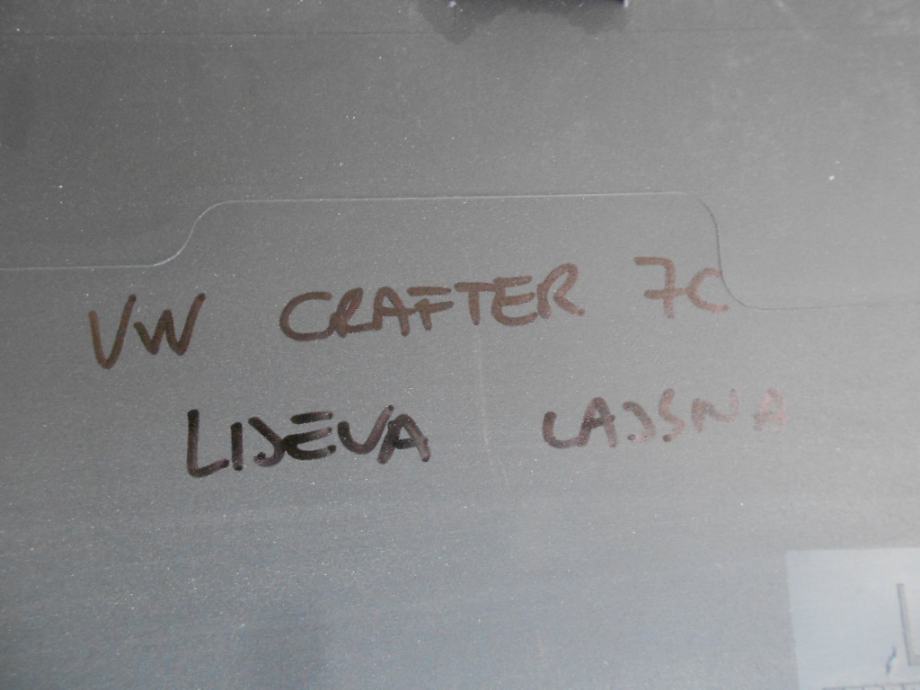 VW CRAFTER 7C
LIJEVA LAJSNA